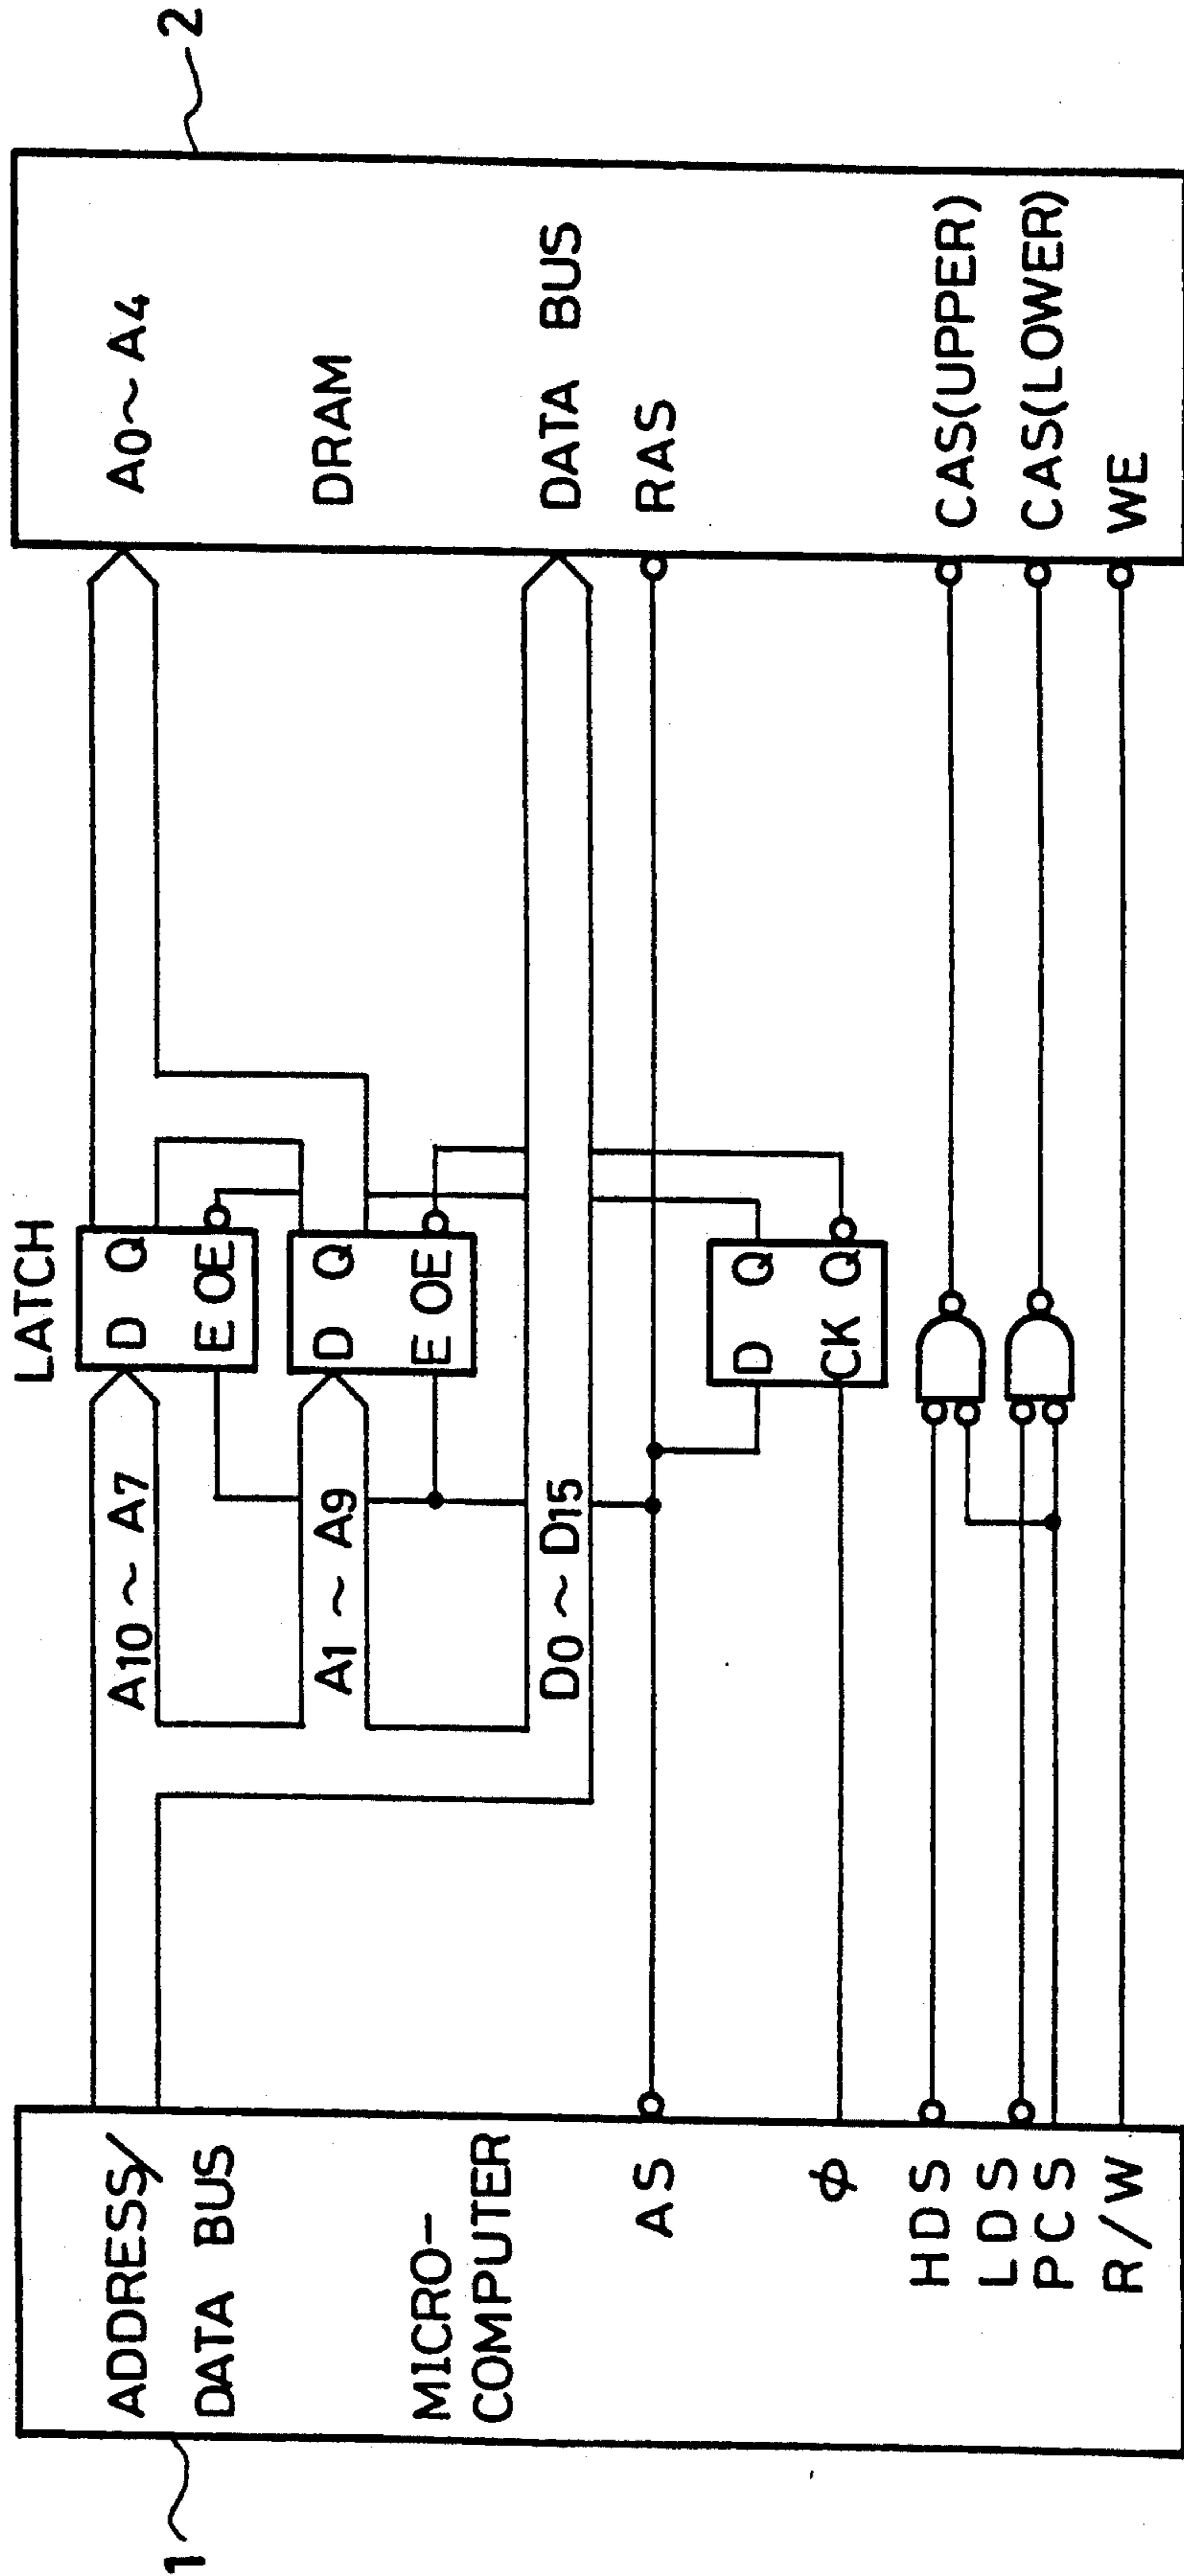 1
ADDRESS/
DATA BUS
MICRO-
COMPUTER
AS
φ
HDS
LDS
PCS
R/W
LATCH
A10 ~ A7
D Q
E OE
A1 ~ A9
D Q
E OE
D0 ~ D15
D Q
CK Q
2
A0 ~ A4
DRAM
DATA BUS
RAS
CAS(UPPER)
CAS(LOWER)
WE